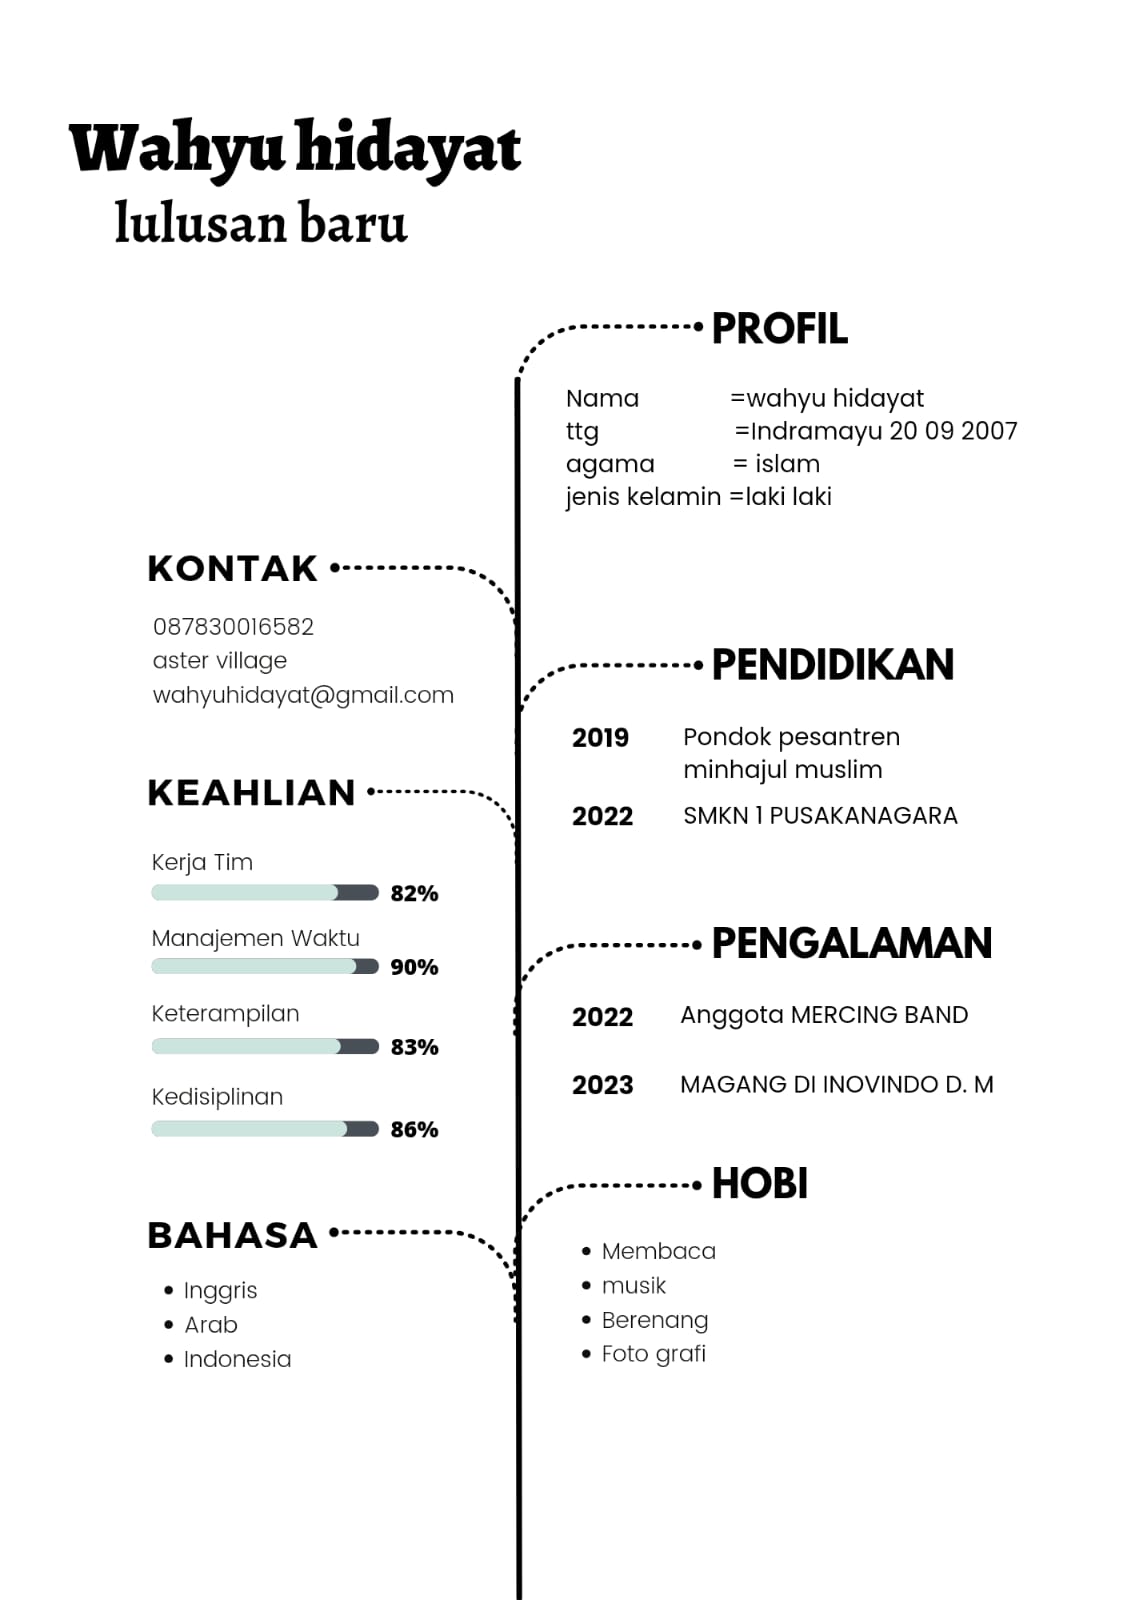 Wahyu hidayat
lulusan baru
PROFIL
Nama =wahyu hidayat
ttg =Indramayu 20 09 2007
agama = islam
jenis kelamin =laki laki
KONTAK
087830016582
aster village
wahyuhidayat@gmail.com
PENDIDIKAN
2019 Pondok pesantren
minhajul muslim
2022 SMKN 1 PUSAKANAGARA
KEAHLIAN
Kerja Tim
82%
Manajemen Waktu
90%
Keterampilan
83%
Kedisiplinan
86%
PENGALAMAN
2022 Anggota MERCING BAND
2023 MAGANG DI INOVINDO D. M
HOBI
• Membaca
• musik
• Berenang
• Foto grafi
BAHASA
• Inggris
• Arab
• Indonesia